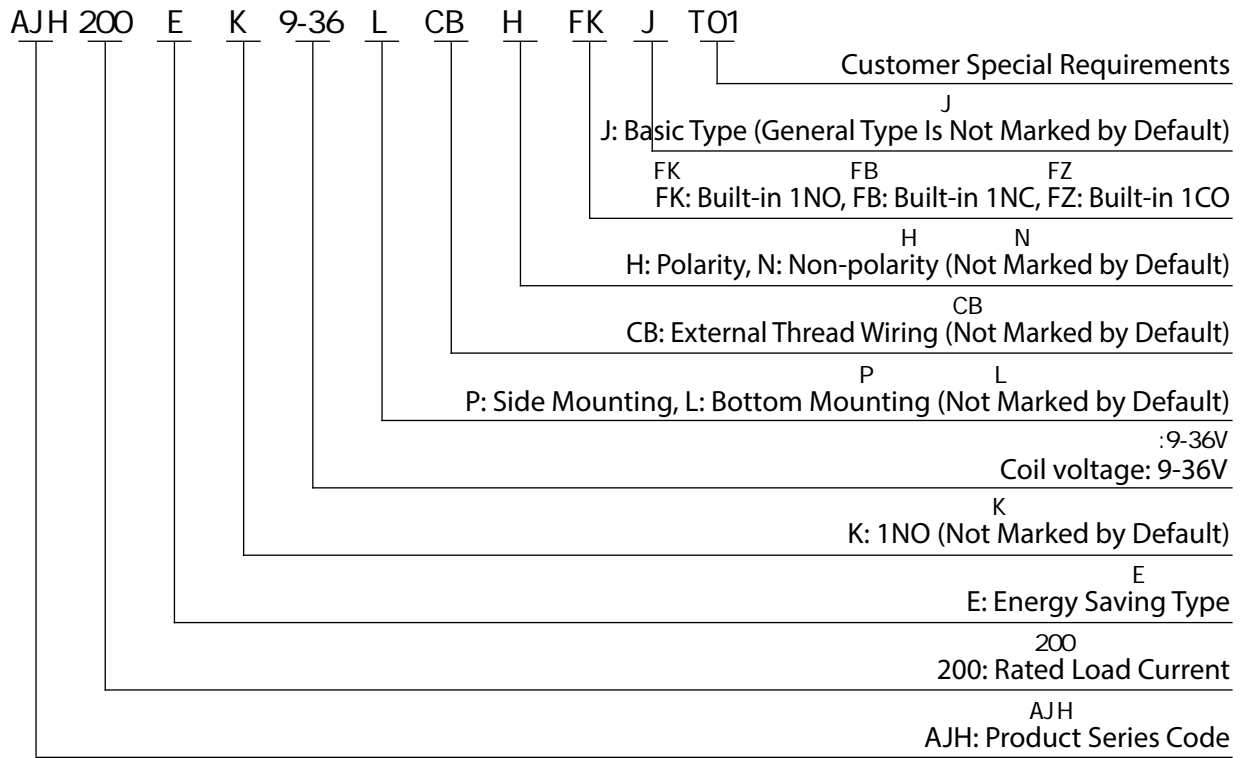 AJH 200 E K 9-36 L CB H FK J T01
Customer Special Requirements
J
J: Basic Type (General Type Is Not Marked by Default)
FK FB FZ
FK: Built-in 1NO, FB: Built-in 1NC, FZ: Built-in 1CO
H N
H: Polarity, N: Non-polarity (Not Marked by Default)
CB
CB: External Thread Wiring (Not Marked by Default)
P L
P: Side Mounting, L: Bottom Mounting (Not Marked by Default)
:9-36V
Coil voltage: 9-36V
K
K: 1NO (Not Marked by Default)
E
E: Energy Saving Type
200
200: Rated Load Current
AJH
AJH: Product Series Code